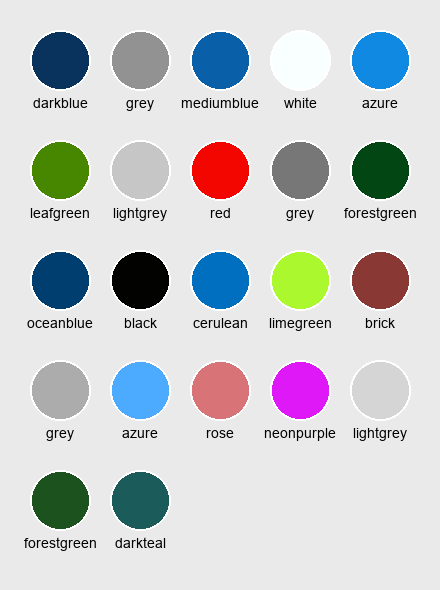 darkblue grey mediumblue white azure
leafgreen lightgrey red grey forestgreen
oceanblue black cerulean limegreen brick
grey azure rose neonpurple lightgrey
forestgreen darkteal